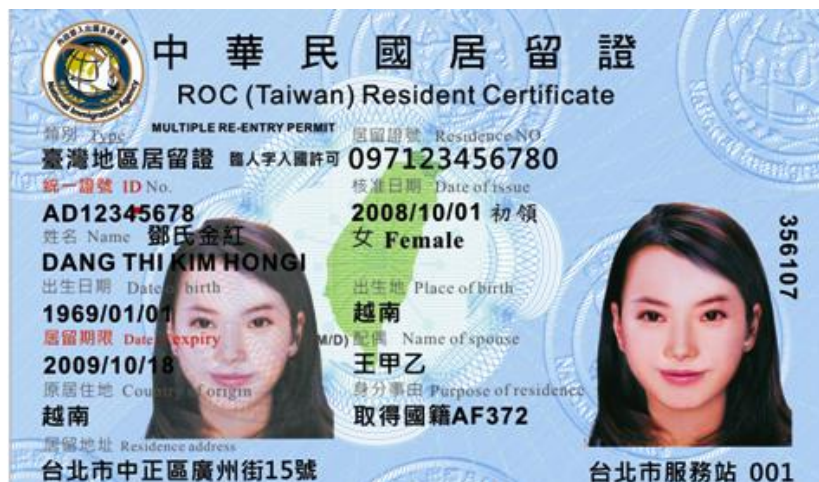 中華民國居留證
ROC (Taiwan) Resident Certificate
National Immigration Agency
類別 Type MULTIPLE RE-ENTRY PERMIT 居留證號 Residence NO.
臺灣地區居留證 臨人字入國許可 097123456780
統一證號 ID No. 核准日期 Date of issue
AD12345678 2008/10/01 初領
姓名 Name 鄧氏金紅 女 Female
DANG THI KIM HONGI
出生日期 Date of birth 出生地 Place of birth
1969/01/01 越南
居留期限 Date expiry M/D) 配偶 Name of spouse
2009/10/18 王甲乙
原居住地 Country of origin 身分事由 Purpose of residence
越南 取得國籍AF372
居留地址 Residence address
台北市中正區廣州街15號 台北市服務站 001
356107